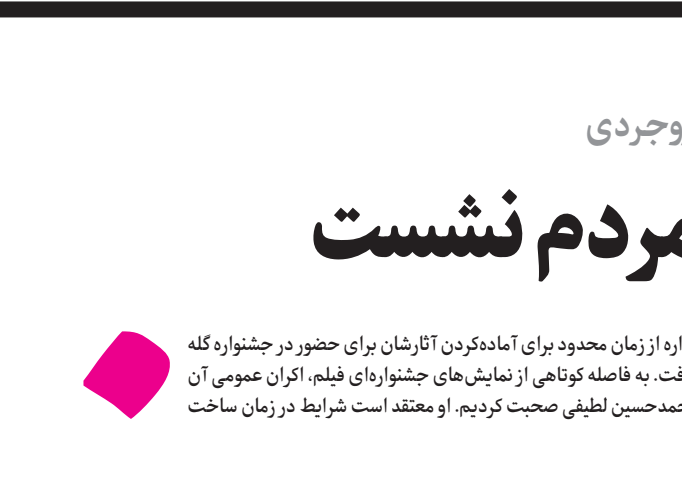 وجردی
مردم نشست
اره از زمان محدود برای آماده‌کردن آثارشان برای حضور در جشنواره گله
فت. به فاصله کوتاهی از نمایش‌های جشنواره‌ای فیلم، اکران عمومی آن
حمدحسین لطیفی صحبت کردیم. او معتقد است شرایط در زمان ساخت